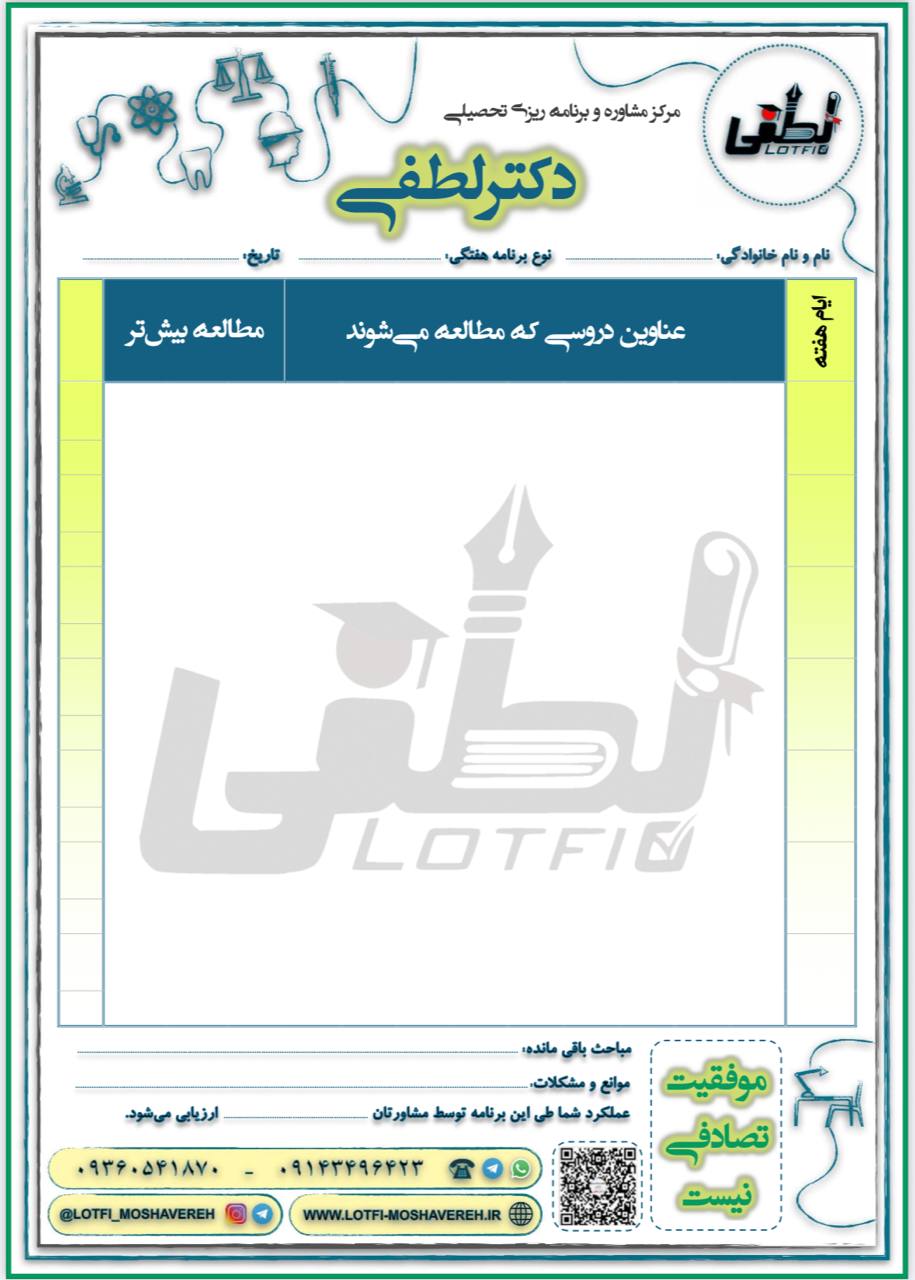 لطفی
LOTFI
مرکز مشاوره و برنامه ریزی تحصیلی
دکتر لطفی
نام و نام خانوادگی: نوع برنامه هفتگی: تاریخ:
ایام هفته
عناوین دروسی که مطالعه می‌شوند
مطالعه بیش‌تر
لطفی
LOTFI
مباحث باقی مانده:
موانع و مشکلات:
عملکرد شما طی این برنامه توسط مشاورتان ارزیابی می‌شود.
موفقیت
تصادفی
نیست
۰۹۱۴۳۴۹۶۴۲۳ - ۰۹۳۶۰۵۴۱۸۷۰
@LOTFI_MOSHAVEREH
WWW.LOTFI-MOSHAVEREH.IR